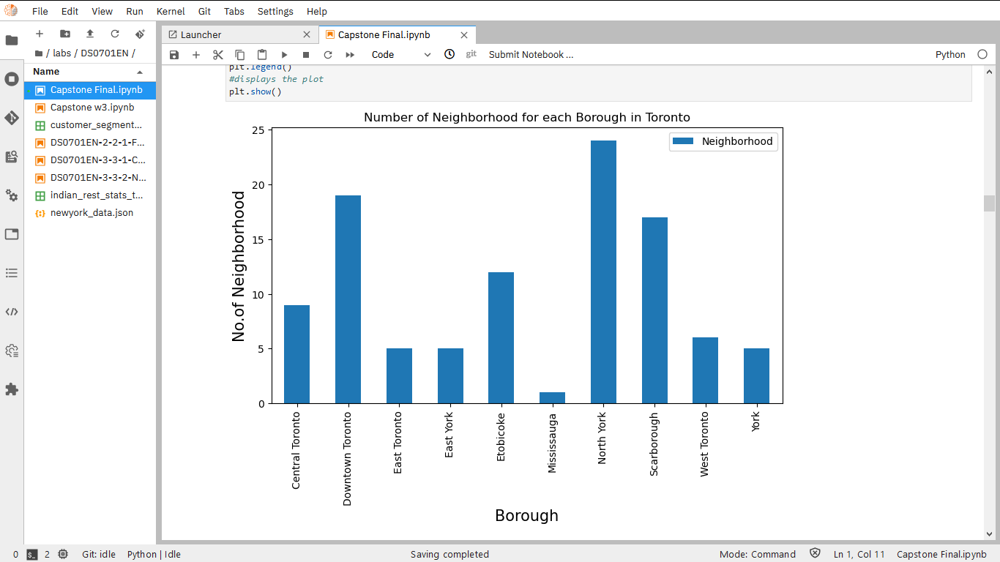 File Edit View Run Kernel Git Tabs Settings Help
/ labs / DS0701EN /
Name
Capstone Final.ipynb
Capstone w3.ipynb
customer_segment...
DS0701EN-2-2-1-F...
DS0701EN-3-3-1-C...
DS0701EN-3-3-2-N...
indian_rest_stats_t...
newyork_data.json
Launcher
Capstone Final.ipynb
Code
git
Submit Notebook ...
Python
plt.legend()
#displays the plot
plt.show()
Number of Neighborhood for each Borough in Toronto
Neighborhood
No.of Neighborhood
25
20
15
10
5
0
Central Toronto
Downtown Toronto
East Toronto
East York
Etobicoke
Mississauga
North York
Scarborough
West Toronto
York
Borough
0 $_ 2 Git: idle Python | Idle Saving completed Mode: Command Ln 1, Col 11 Capstone Final.ipynb